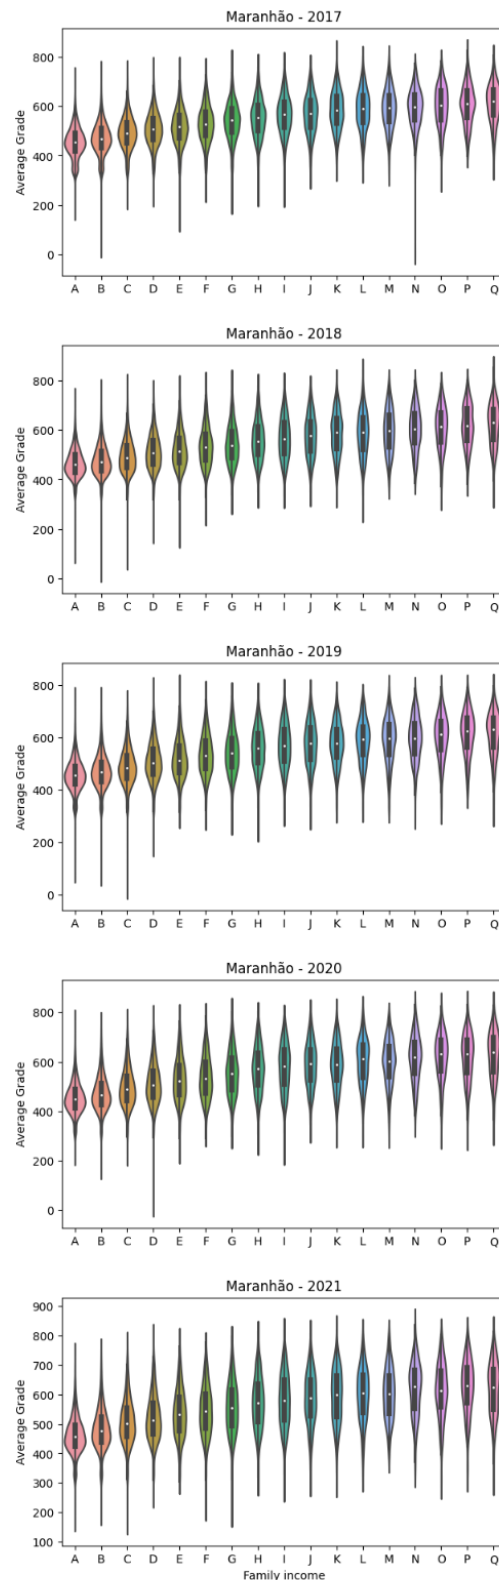 Maranhão - 2017
800
600
400
200
0
Average Grade
A B C D E F G H I J K L M N O P Q
Maranhão - 2018
800
600
400
200
0
Average Grade
A B C D E F G H I J K L M N O P Q
Maranhão - 2019
800
600
400
200
0
Average Grade
A B C D E F G H I J K L M N O P Q
Maranhão - 2020
800
600
400
200
0
Average Grade
A B C D E F G H I J K L M N O P Q
Maranhão - 2021
900
800
700
600
500
400
300
200
100
Average Grade
A B C D E F G H I J K L M N O P Q
Family income